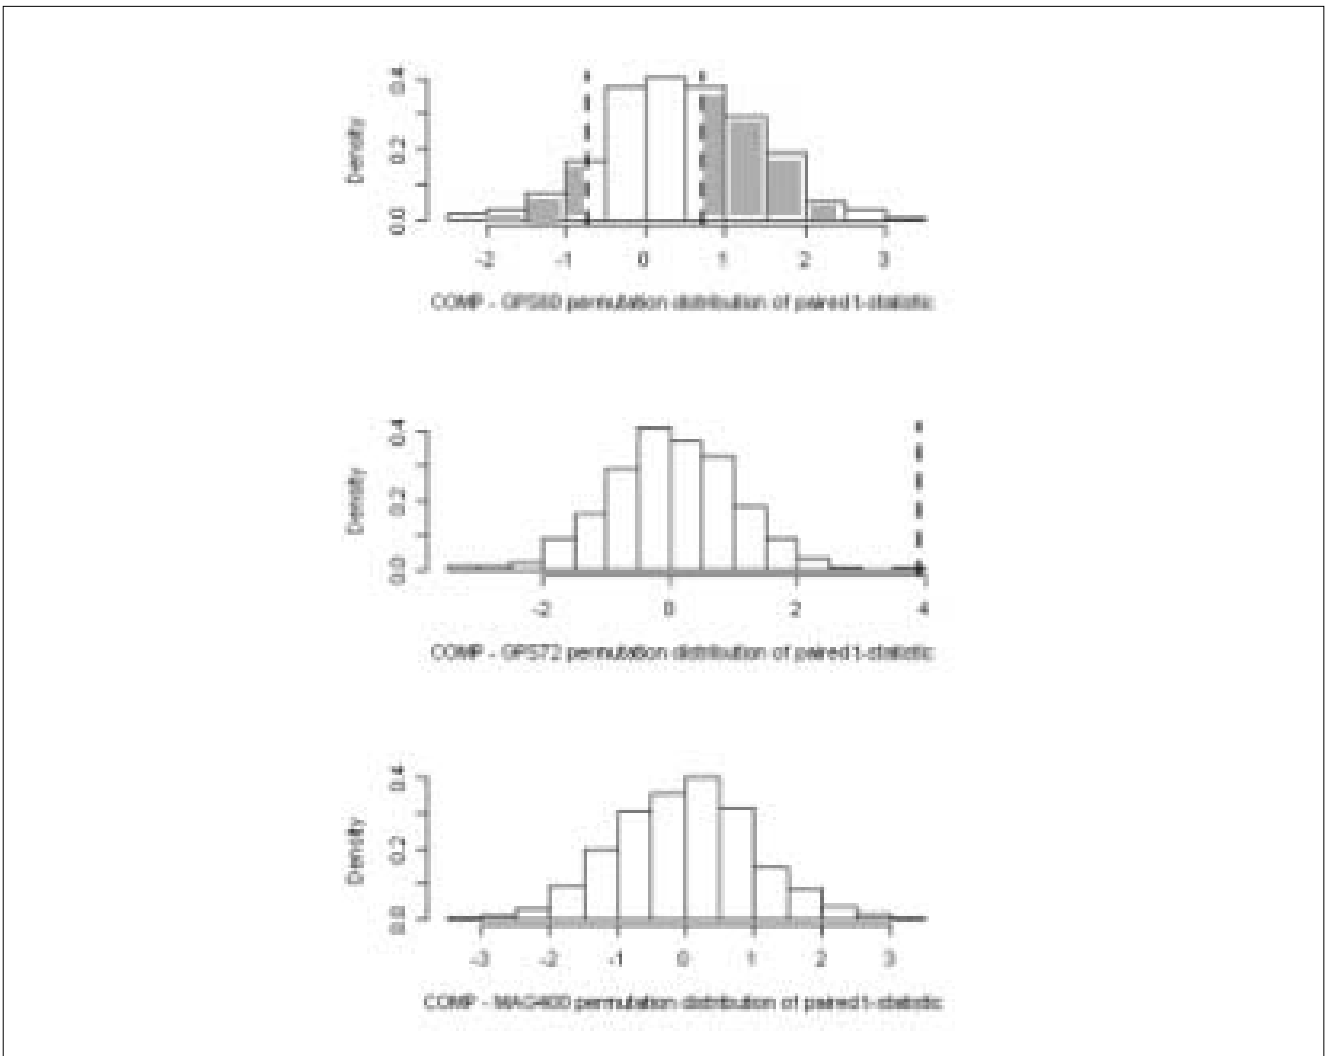 0.4
0.2
0.0
Density
-2 -1 0 1 2 3
COMP - GPS60 permutation distribution of paired t-statistic
0.4
0.2
0.0
Density
-2 0 2 4
COMP - GPS72 permutation distribution of paired t-statistic
0.4
0.2
0.0
Density
-3 -2 -1 0 1 2 3
COMP - MAG400 permutation distribution of paired t-statistic